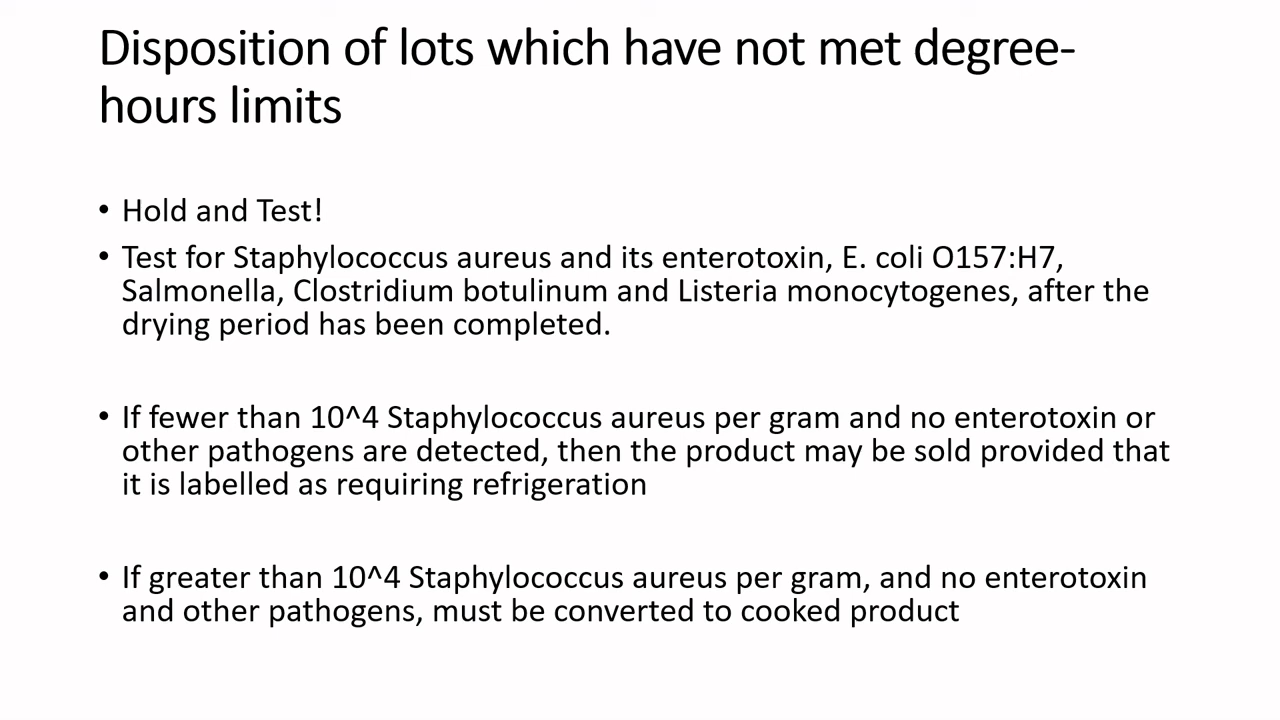 Disposition of lots which have not met degree-
hours limits
• Hold and Test!
• Test for Staphylococcus aureus and its enterotoxin, E. coli O157:H7,
Salmonella, Clostridium botulinum and Listeria monocytogenes, after the
drying period has been completed.
• If fewer than 10^4 Staphylococcus aureus per gram and no enterotoxin or
other pathogens are detected, then the product may be sold provided that
it is labelled as requiring refrigeration
• If greater than 10^4 Staphylococcus aureus per gram, and no enterotoxin
and other pathogens, must be converted to cooked product